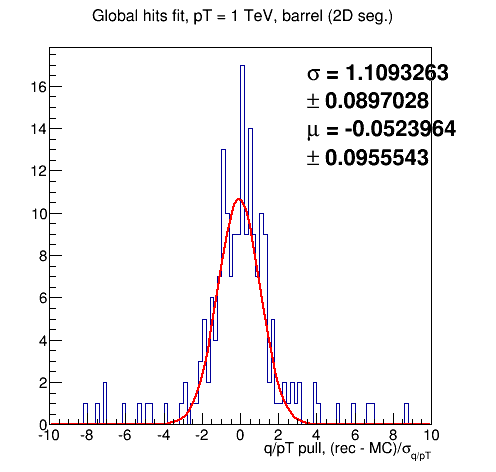 Global hits fit, pT = 1 TeV, barrel (2D seg.)
σ = 1.1093263
± 0.0897028
μ = -0.0523964
± 0.0955543
16
14
12
10
8
6
4
2
0
-10 -8 -6 -4 -2 0 2 4 6 8 10
q/pT pull, (rec - MC)/σq/pT